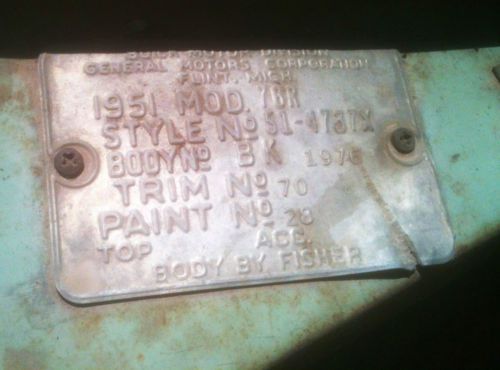 BUICK MOTOR DIVISION
GENERAL MOTORS CORPORATION
FLINT, MICH.
1951 MOD. 76R
STYLE Nº 51-4737X
BODY Nº BK 1976
TRIM Nº 70
PAINT Nº 28
TOP ACC.
BODY BY FISHER